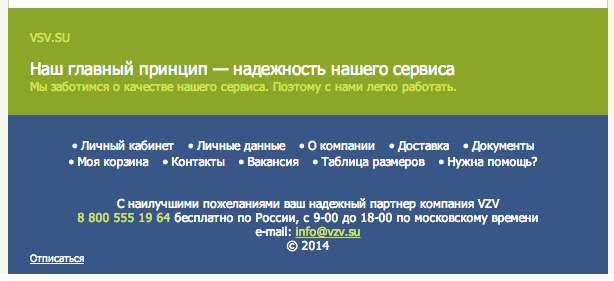 VSV.SU
Наш главный принцип — надежность нашего сервиса
Мы заботимся о качестве нашего сервиса. Поэтому с нами легко работать.
• Личный кабинет • Личные данные • О компании • Доставка • Документы
• Моя корзина • Контакты • Вакансия • Таблица размеров • Нужна помощь?
С наилучшими пожеланиями ваш надежный партнер компания VZV
8 800 555 19 64 бесплатно по России, с 9-00 до 18-00 по московскому времени
e-mail: info@vzv.su
© 2014
Отписаться